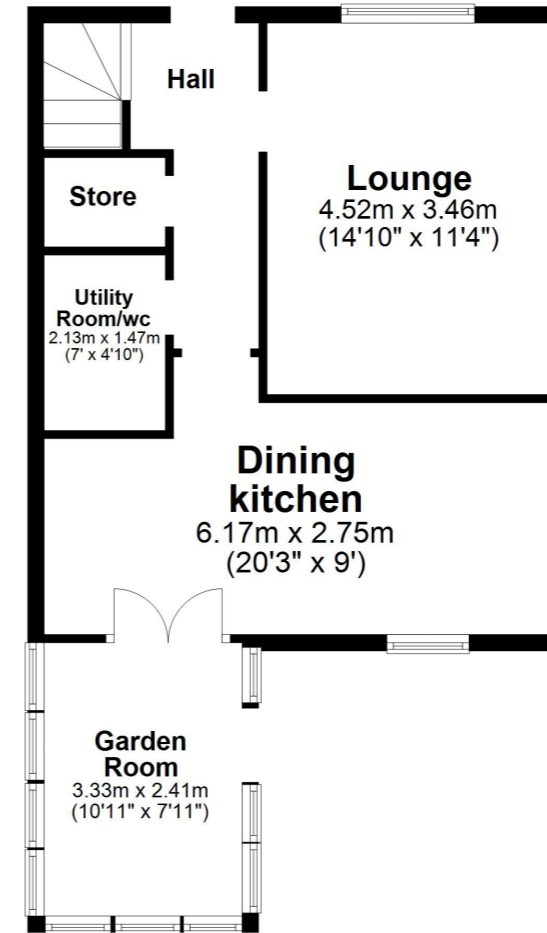 Hall
Lounge
4.52m x 3.46m
(14'10" x 11'4")
Store
Utility
Room/wc
2.13m x 1.47m
(7' x 4'10")
Dining
kitchen
6.17m x 2.75m
(20'3" x 9')
Garden
Room
3.33m x 2.41m
(10'11" x 7'11")